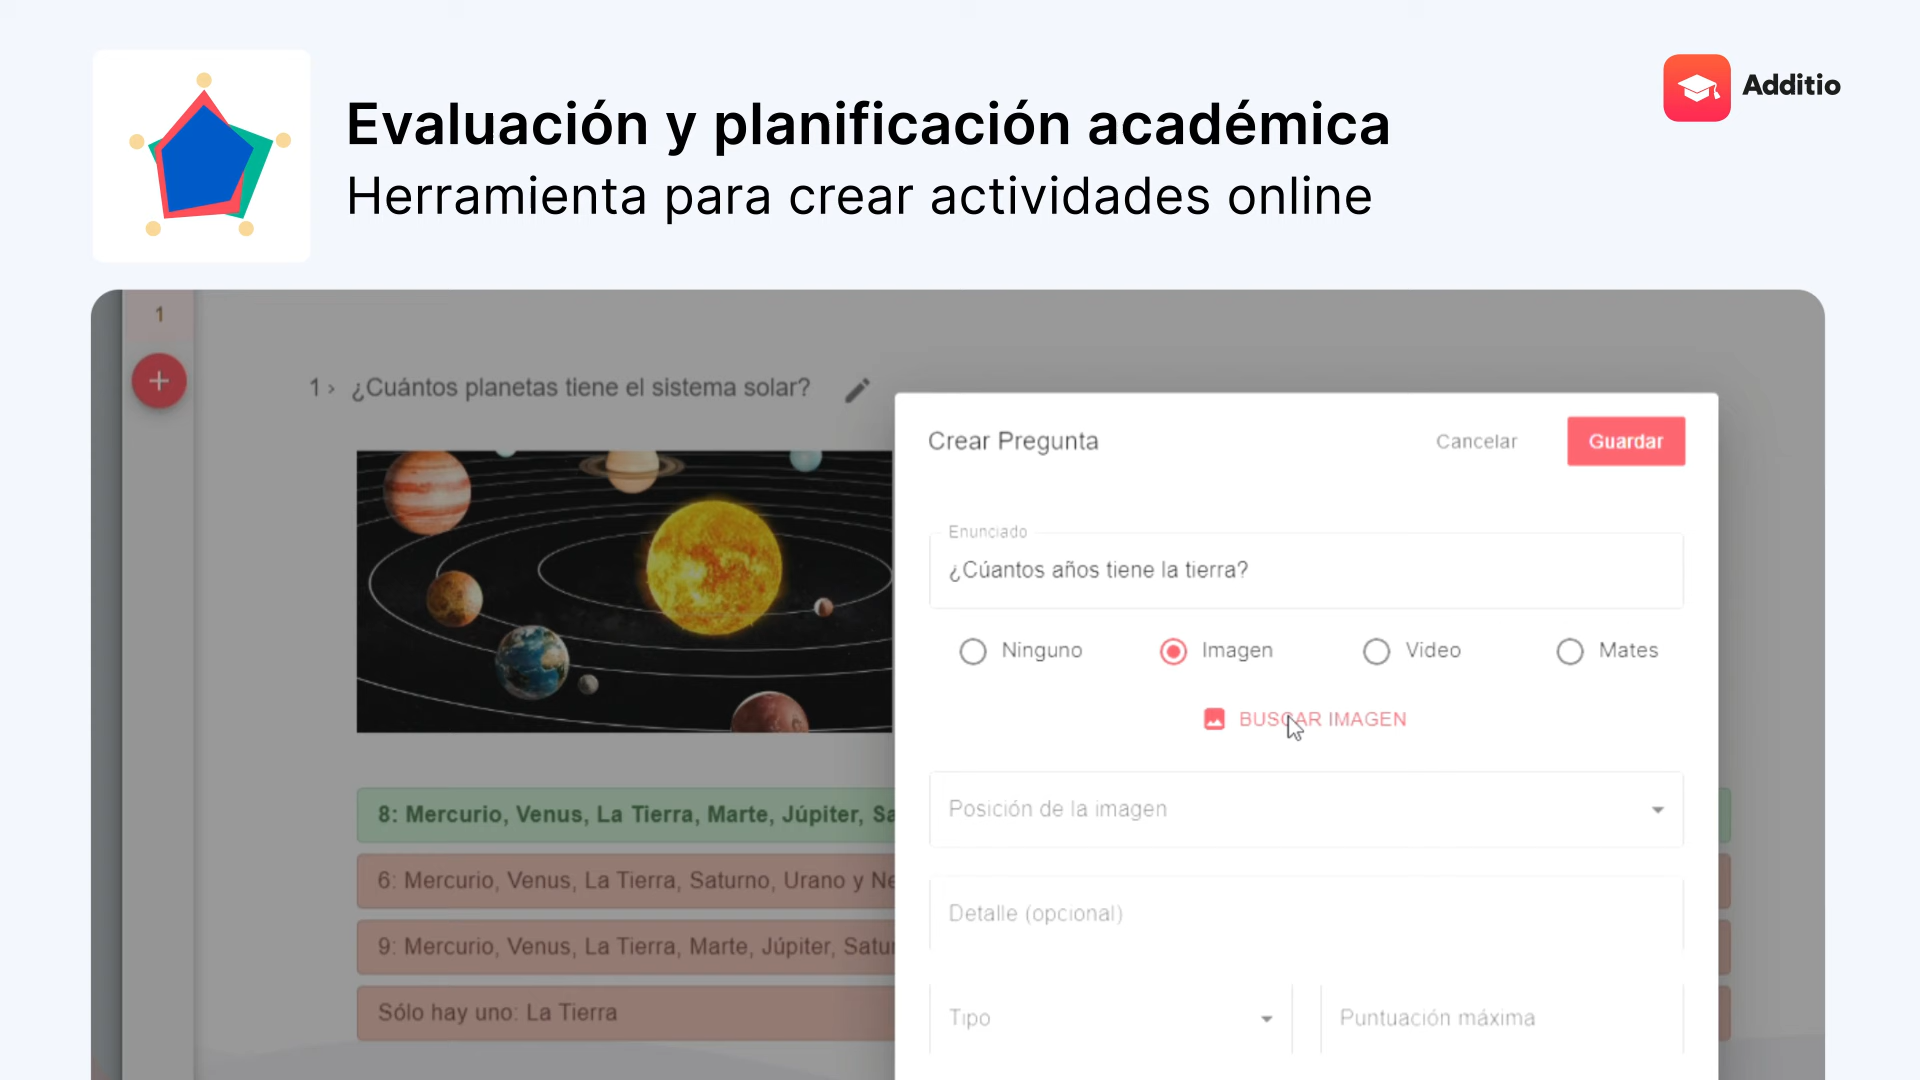 Evaluación y planificación académica
Herramienta para crear actividades online
Additio
1
1 › ¿Cuántos planetas tiene el sistema solar?
8: Mercurio, Venus, La Tierra, Marte, Júpiter,
6: Mercurio, Venus, La Tierra, Saturno, Urano y
9: Mercurio, Venus, La Tierra, Marte, Júpiter,
Sólo hay uno: La Tierra
Crear Pregunta
Cancelar
Guardar
Enunciado
¿Cúantos años tiene la tierra?
Ninguno
Imagen
Video
Mates
BUSCAR IMAGEN
Posición de la imagen
Detalle (opcional)
Tipo
Puntuación máxima